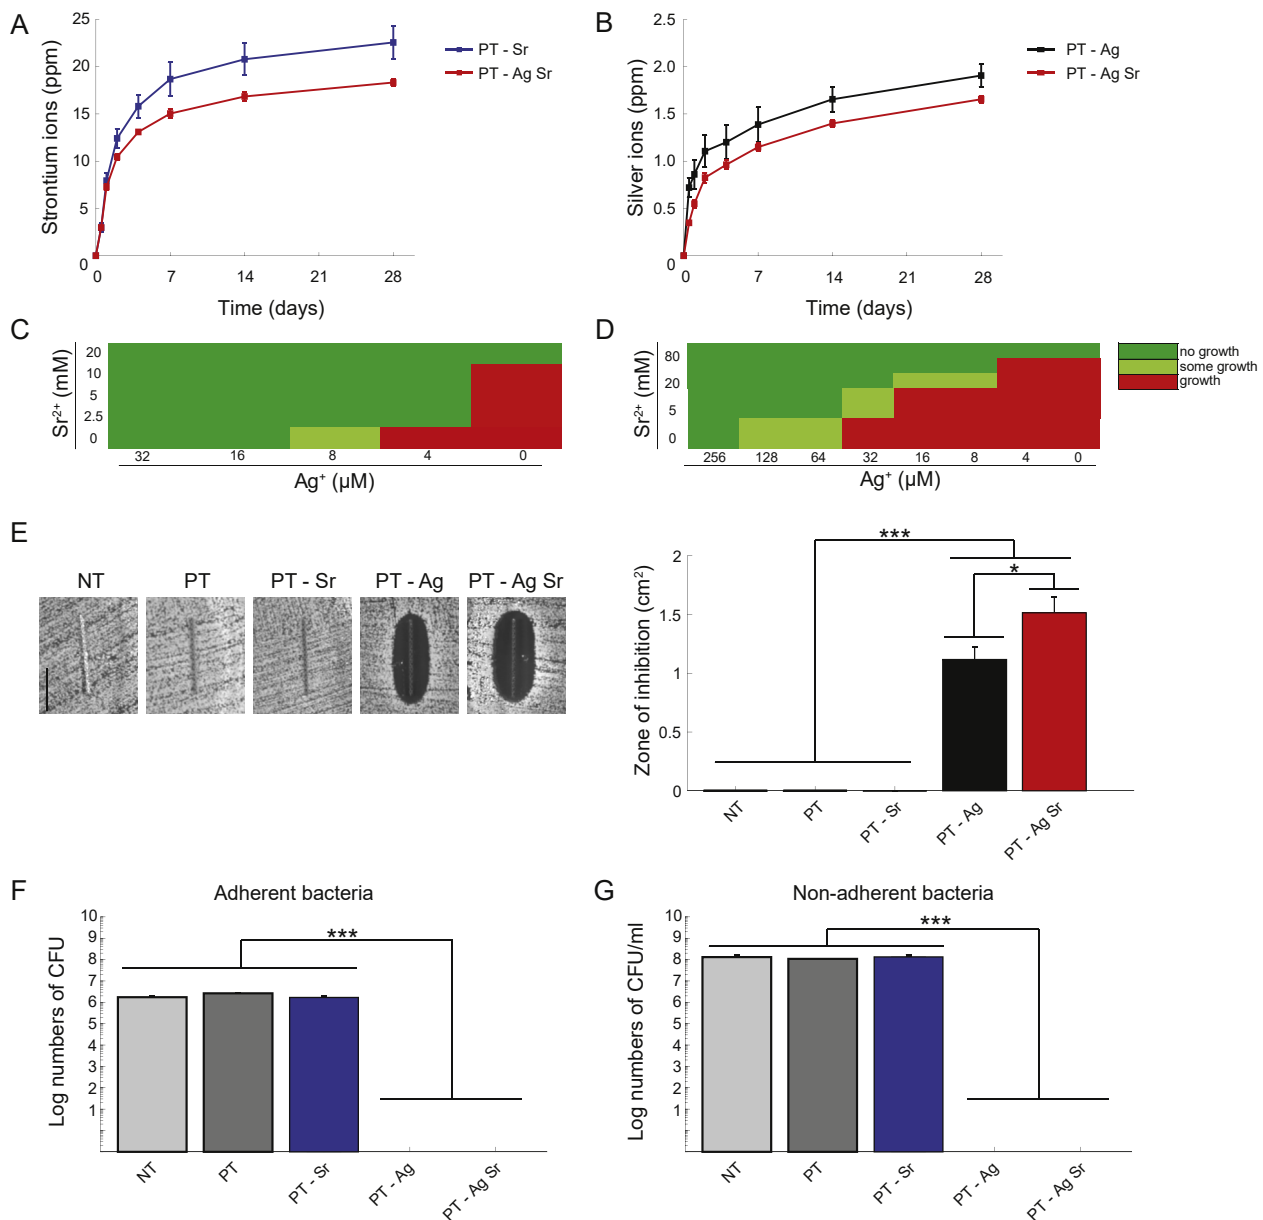 A
Strontium ions (ppm)
25
20
15
10
5
0
0 7 14 21 28
Time (days)
PT - Sr
PT - Ag Sr
B
Silver ions (ppm)
2.5
2.0
1.5
1.0
0.5
0
0 7 14 21 28
Time (days)
PT - Ag
PT - Ag Sr
C
Sr²⁺ (mM)
20
10
5
2.5
0
32 16 8 4 0
Ag⁺ (µM)
D
Sr²⁺ (mM)
80
20
5
0
256 128 64 32 16 8 4 0
Ag⁺ (µM)
no growth
some growth
growth
E
NT PT PT - Sr PT - Ag PT - Ag Sr
Zone of inhibition (cm²)
2
1.5
1
0.5
0
***
*
NT PT PT - Sr PT - Ag PT - Ag Sr
F
Adherent bacteria
Log numbers of CFU
10
9
8
7
6
5
4
3
2
1
***
NT PT PT - Sr PT - Ag PT - Ag Sr
G
Non-adherent bacteria
Log numbers of CFU/ml
10
9
8
7
6
5
4
3
2
1
***
NT PT PT - Sr PT - Ag PT - Ag Sr